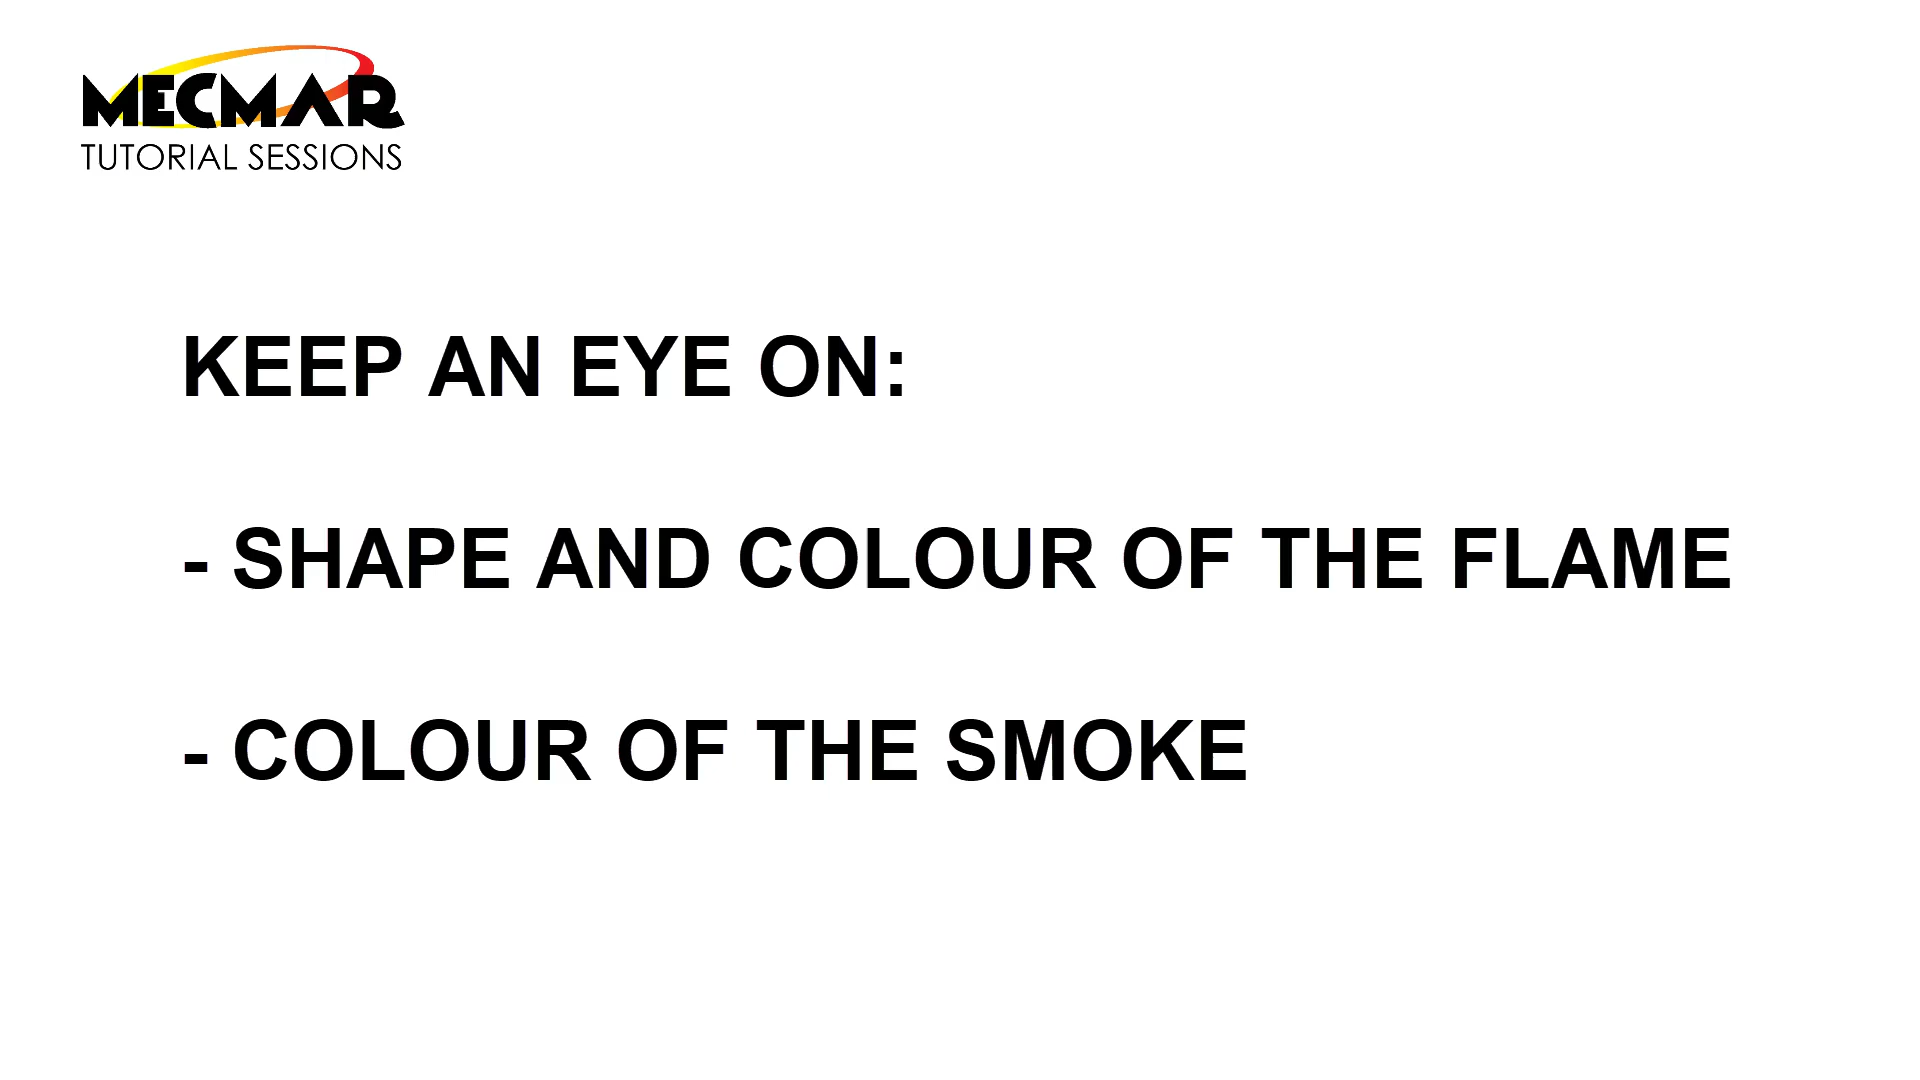 MECMAR
TUTORIAL SESSIONS
KEEP AN EYE ON:
- SHAPE AND COLOUR OF THE FLAME
- COLOUR OF THE SMOKE